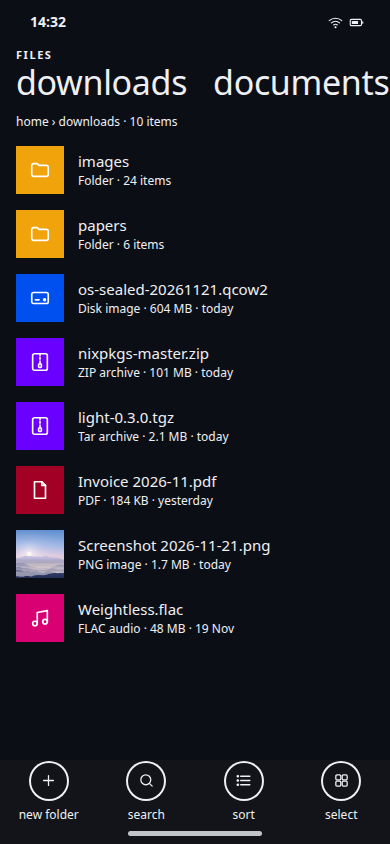 14:32
FILES
downloads documents
home › downloads · 10 items
images
Folder · 24 items
papers
Folder · 6 items
os-sealed-20261121.qcow2
Disk image · 604 MB · today
nixpkgs-master.zip
ZIP archive · 101 MB · today
light-0.3.0.tgz
Tar archive · 2.1 MB · today
Invoice 2026-11.pdf
PDF · 184 KB · yesterday
Screenshot 2026-11-21.png
PNG image · 1.7 MB · today
Weightless.flac
FLAC audio · 48 MB · 19 Nov
new folder search sort select